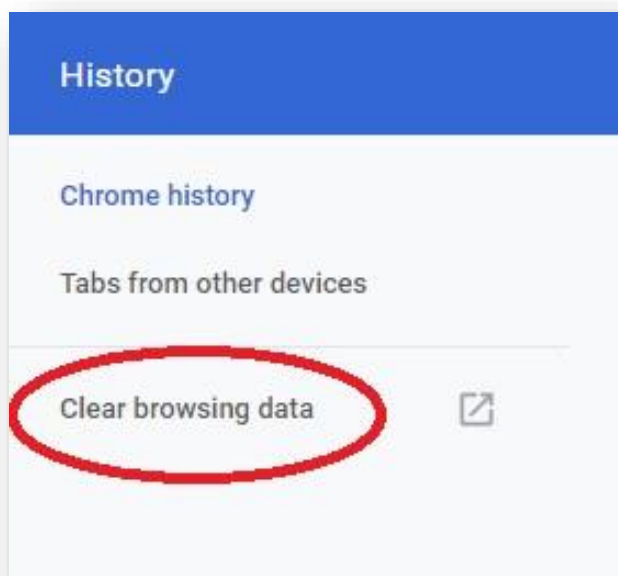 History
Chrome history
Tabs from other devices
Clear browsing data